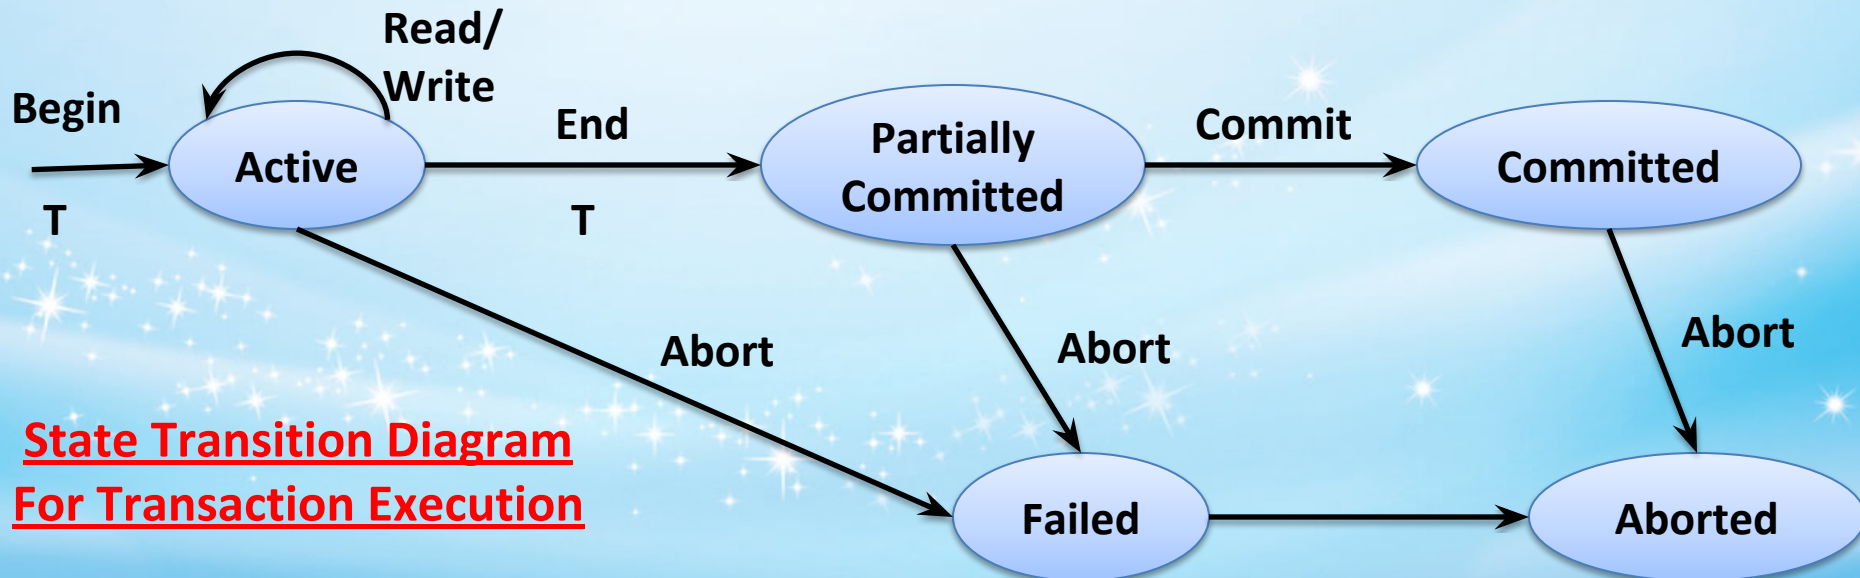 Read/
Write
Begin
T
Active
End
T
Partially
Committed
Commit
Committed
Abort
Abort
Abort
State Transition Diagram
For Transaction Execution
Failed
Aborted